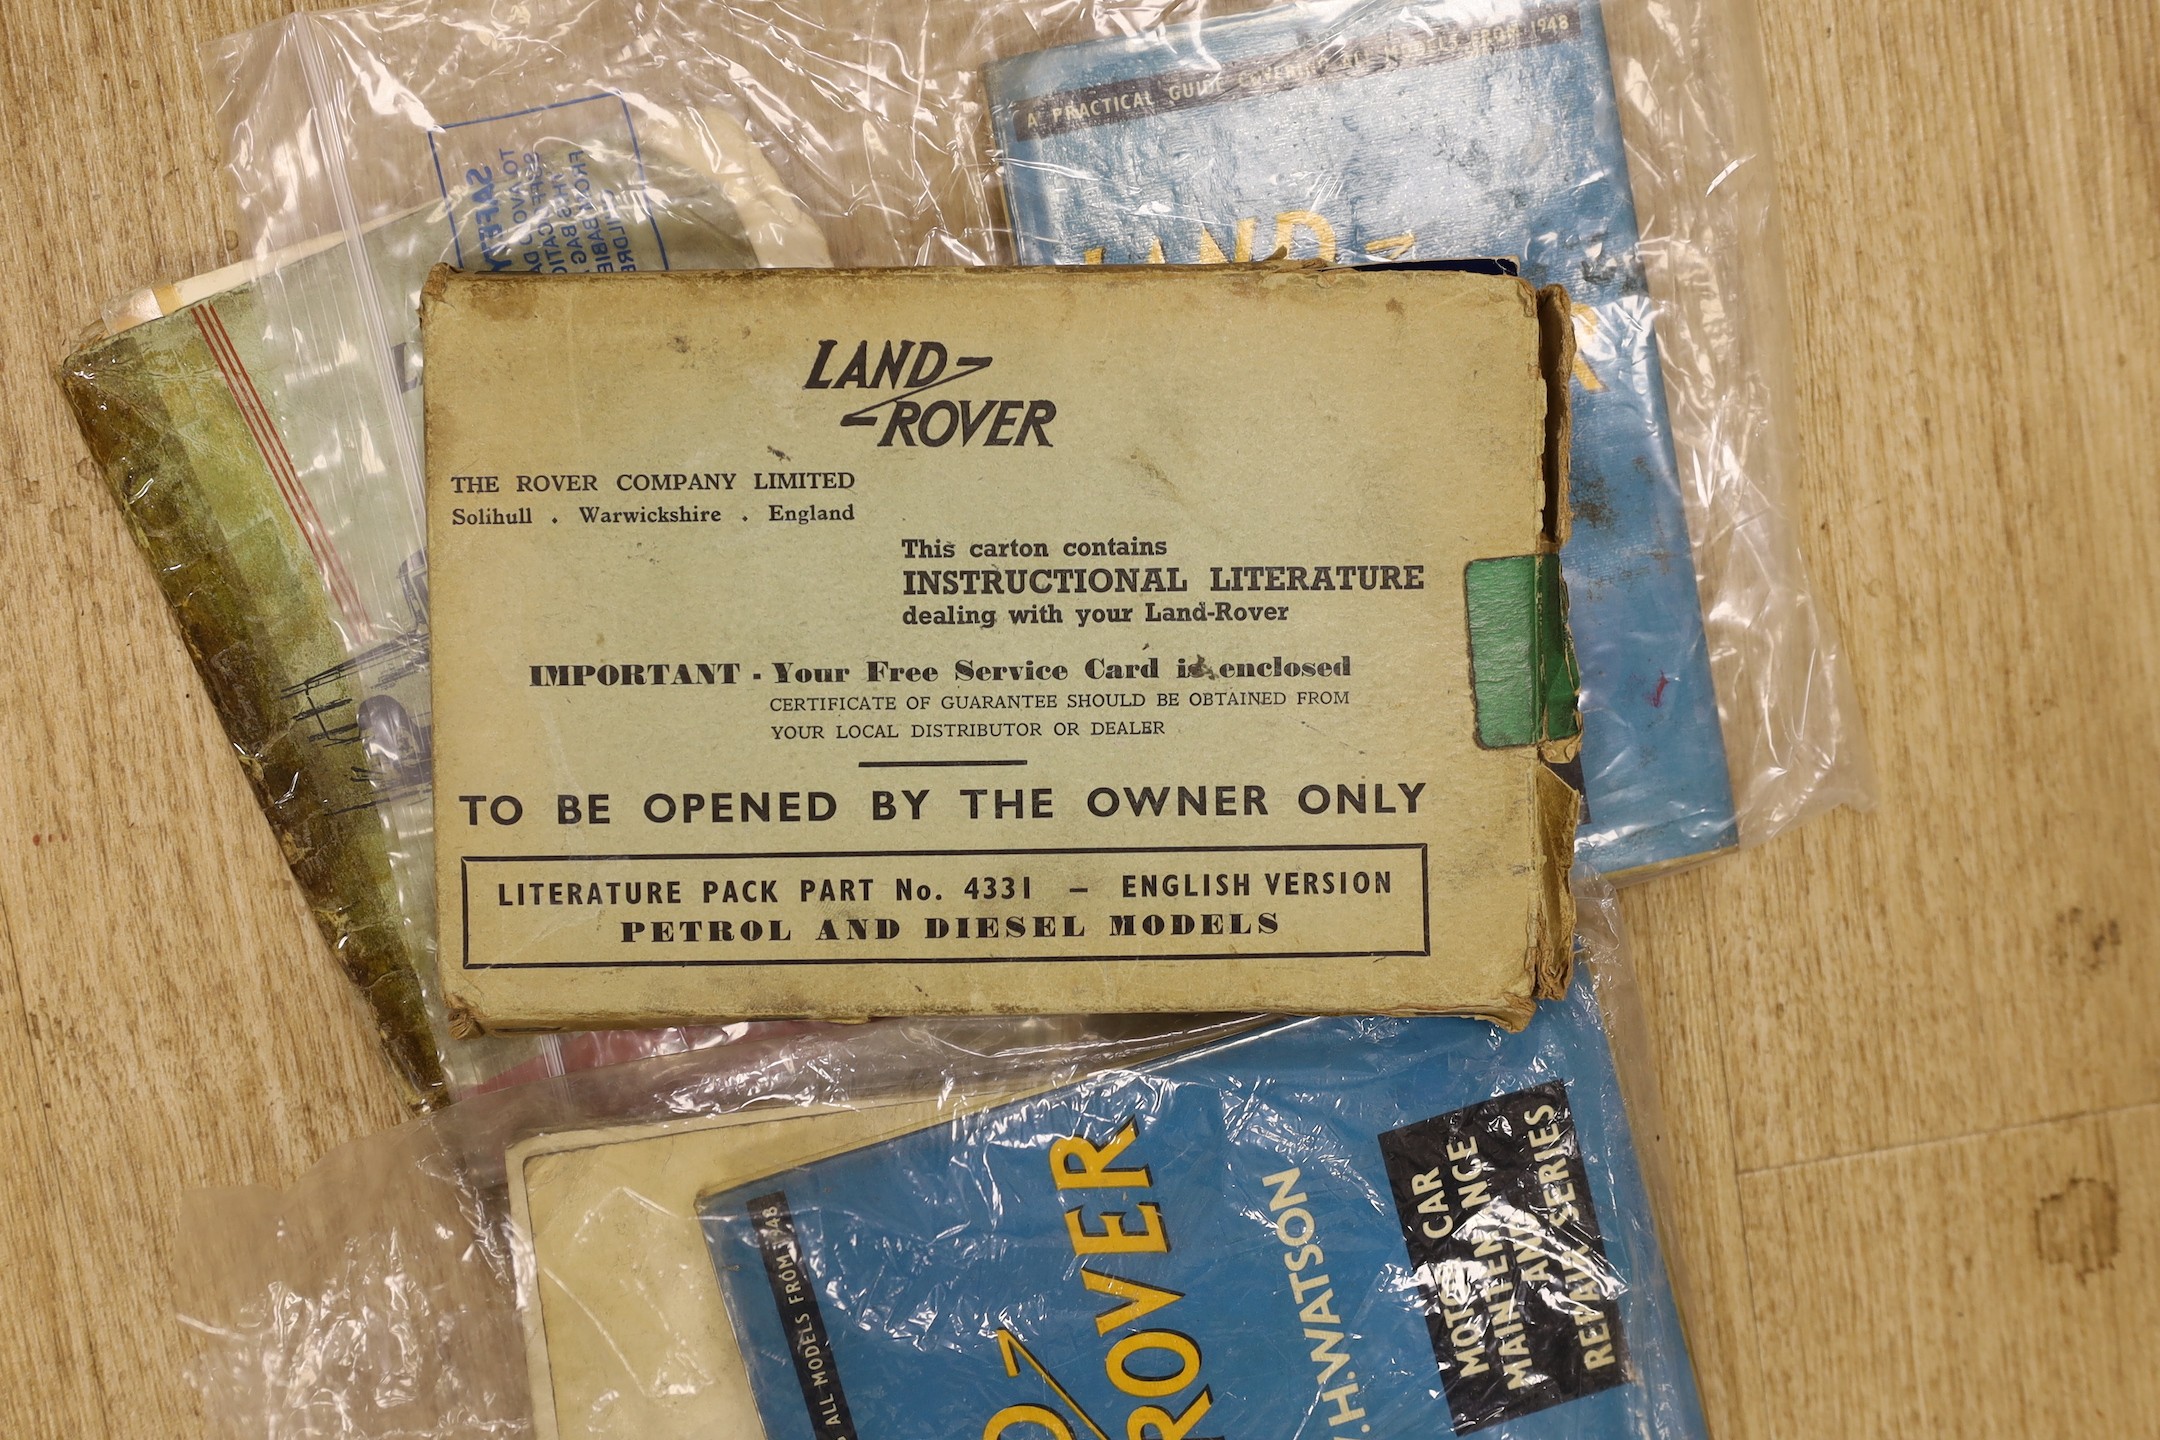 A PRACTICAL GUIDE COVERING ALL MODELS FROM 1948
LAND
LAND-
-ROVER
THE ROVER COMPANY LIMITED
Solihull . Warwickshire . England
This carton contains
INSTRUCTIONAL LITERATURE
dealing with your Land-Rover
IMPORTANT - Your Free Service Card is enclosed
CERTIFICATE OF GUARANTEE SHOULD BE OBTAINED FROM
YOUR LOCAL DISTRIBUTOR OR DEALER
TO BE OPENED BY THE OWNER ONLY
LITERATURE PACK PART No. 4331 — ENGLISH VERSION
PETROL AND DIESEL MODELS
ALL MODELS FROM 1948
ROVER
.H.WATSON
MOTOR CAR
MAINTENANCE
AND
REPAIR SERIES